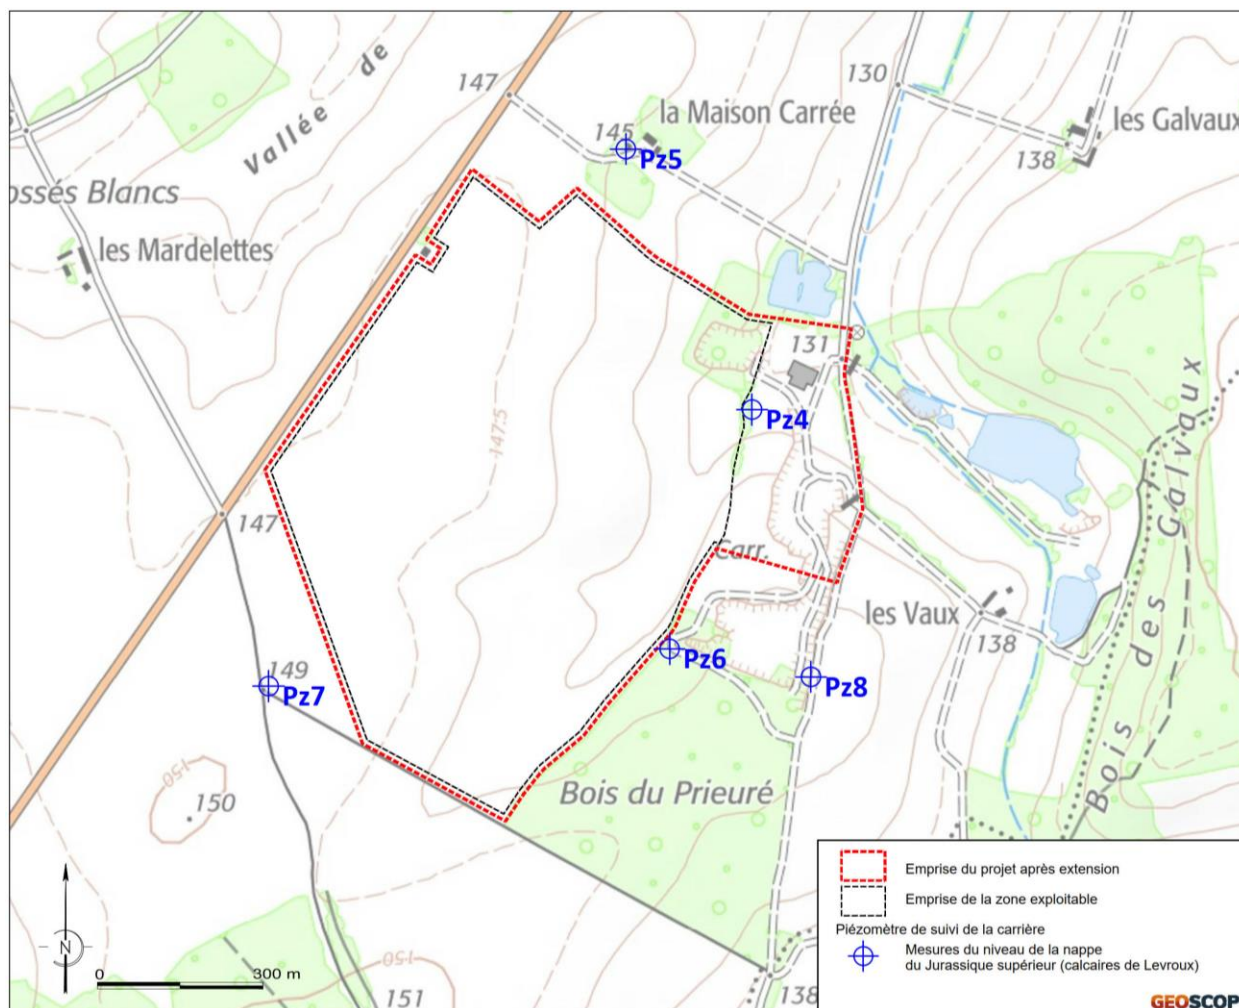 Vallée de
147
145
la Maison Carrée
130
les Galvaux
138
Pz5
ossés Blancs
les Mardelettes
131
Pz4
147.5
147
Carr.
les Vaux
138
149
Pz7
Pz6
Pz8
Bois des Galvaux
150
150
Bois du Prieuré
N
0
300 m
150
151
138
Emprise du projet après extension
Emprise de la zone exploitable
Piézomètre de suivi de la carrière
Mesures du niveau de la nappe
du Jurassique supérieur (calcaires de Levroux)
GEOSCOP